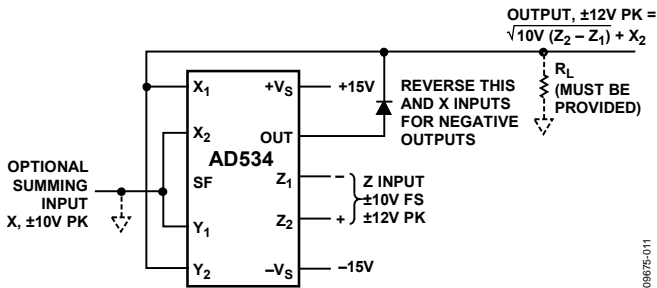 OUTPUT, ±12V PK =
√10V (Z2 – Z1) + X2
X1
+VS
+15V
REVERSE THIS
AND X INPUTS
FOR NEGATIVE
OUTPUTS
RL
(MUST BE
PROVIDED)
X2
OUT
AD534
OPTIONAL
SUMMING
INPUT
X, ±10V PK
SF
Z1
–
Z INPUT
±10V FS
±12V PK
Y1
Z2
+
Y2
–VS
–15V
09675-011